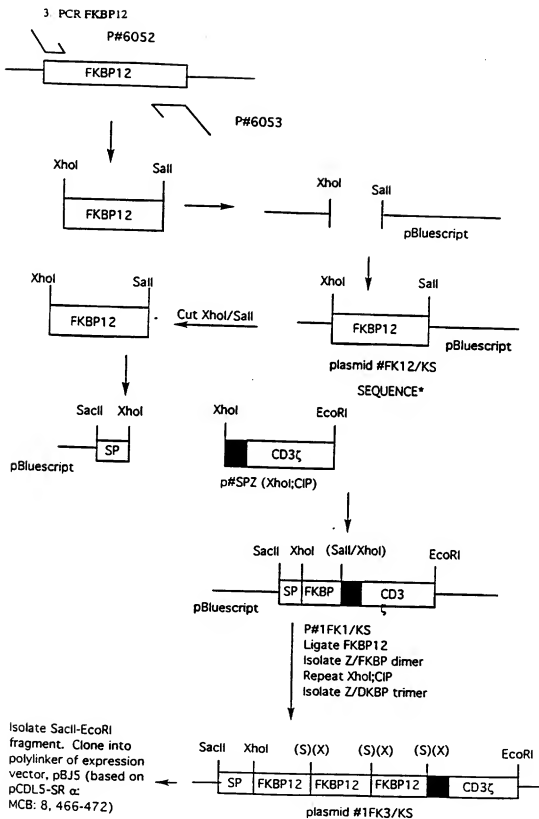 3. PCR FKBP12
P#6052
FKBP12
P#6053
XhoI SalI
FKBP12
XhoI SalI
pBluescript
XhoI SalI
FKBP12
Cut XhoI/SalI
XhoI SalI
FKBP12
pBluescript
plasmid #FK12/KS
SEQUENCE*
SacII XhoI
SP
pBluescript
XhoI EcoRI
CD3ζ
p#SPZ (XhoI;CIP)
SacII XhoI (SalI/XhoI) EcoRI
SP FKBP CD3
ζ
pBluescript
P#1FK1/KS
Ligate FKBP12
Isolate Z/FKBP dimer
Repeat XhoI;CIP
Isolate Z/DKBP trimer
Isolate SacII-EcoRI
fragment. Clone into
polylinker of expression
vector, pBJ5 (based on
pCDL5-SR α:
MCB: 8, 466-472)
SacII XhoI (S)(X) (S)(X) (S)(X) EcoRI
SP FKBP12 FKBP12 FKBP12 CD3ζ
plasmid #1FK3/KS